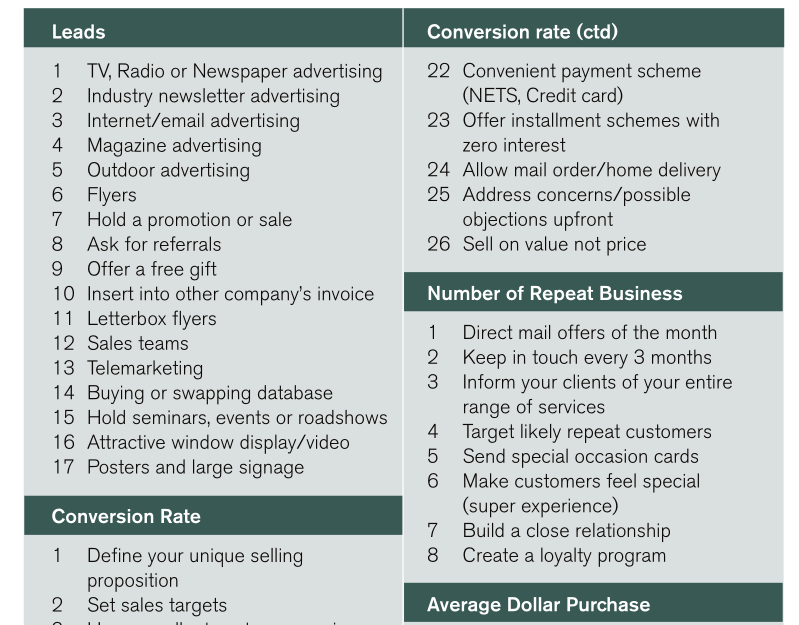 Leads
1 TV, Radio or Newspaper advertising
2 Industry newsletter advertising
3 Internet/email advertising
4 Magazine advertising
5 Outdoor advertising
6 Flyers
7 Hold a promotion or sale
8 Ask for referrals
9 Offer a free gift
10 Insert into other company's invoice
11 Letterbox flyers
12 Sales teams
13 Telemarketing
14 Buying or swapping database
15 Hold seminars, events or roadshows
16 Attractive window display/video
17 Posters and large signage
Conversion Rate
1 Define your unique selling
proposition
2 Set sales targets
Conversion rate (ctd)
22 Convenient payment scheme
(NETS, Credit card)
23 Offer installment schemes with
zero interest
24 Allow mail order/home delivery
25 Address concerns/possible
objections upfront
26 Sell on value not price
Number of Repeat Business
1 Direct mail offers of the month
2 Keep in touch every 3 months
3 Inform your clients of your entire
range of services
4 Target likely repeat customers
5 Send special occasion cards
6 Make customers feel special
(super experience)
7 Build a close relationship
8 Create a loyalty program
Average Dollar Purchase